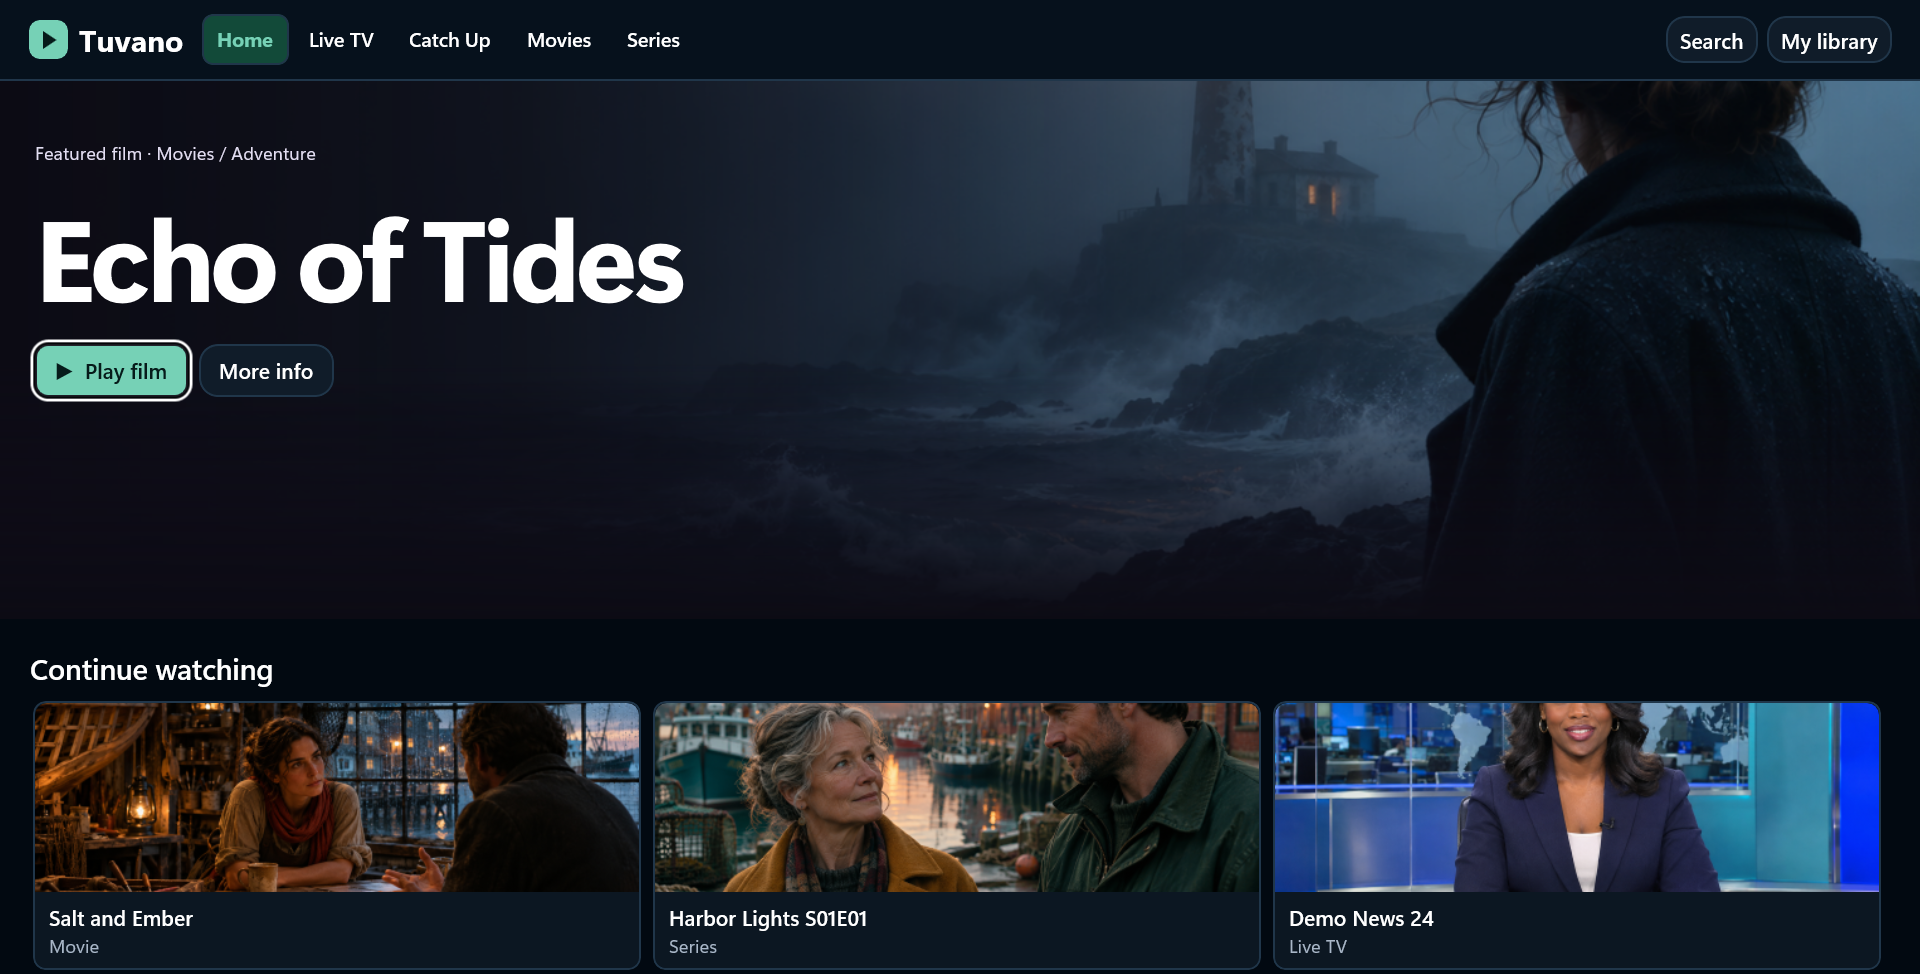 Tuvano
Home
Live TV
Catch Up
Movies
Series
Search
My library
Featured film · Movies / Adventure
Echo of Tides
Play film
More info
Continue watching
Salt and Ember
Movie
Harbor Lights S01E01
Series
Demo News 24
Live TV